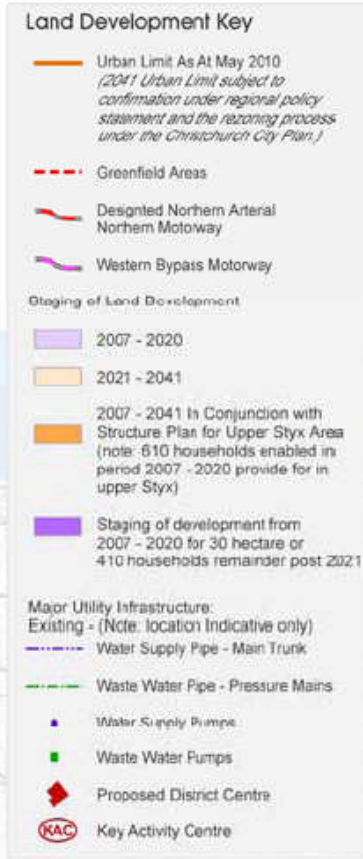 Land Development Key
Urban Limit As At May 2010
(2041 Urban Limit subject to
confirmation under regional policy
statement and the rezoning process
under the Christchurch City Plan.)
Greenfield Areas
Designted Northern Arterial
Northern Motorway
Western Bypass Motorway
Staging of Land Development
2007 - 2020
2021 - 2041
2007 - 2041 In Conjunction with
Structure Plan for Upper Styx Area
(note: 610 households enabled in
period 2007 - 2020 provide for in
upper Styx)
Staging of development from
2007 - 2020 for 30 hectare or
410 households remainder post 2021
Major Utility Infrastructure:
Existing - (Note: location Indicative only)
Water Supply Pipe - Main Trunk
Waste Water Pipe - Pressure Mains
Water Supply Pumps
Waste Water Pumps
Proposed District Centre
KAC Key Activity Centre